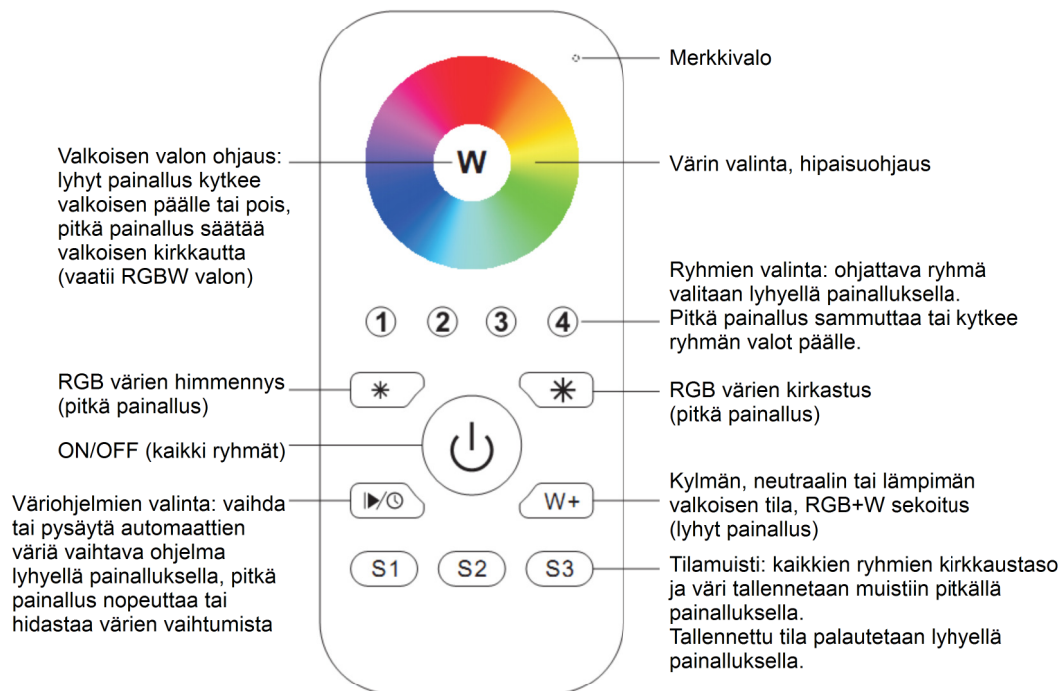 Merkkivalo
Valkoisen valon ohjaus:
lyhyt painallus kytkee
valkoisen päälle tai pois,
pitkä painallus säätää
valkoisen kirkkautta
(vaatii RGBW valon)
W
Värin valinta, hipaisuohjaus
Ryhmien valinta: ohjattava ryhmä
valitaan lyhyellä painalluksella.
Pitkä painallus sammuttaa tai kytkee
ryhmän valot päälle.
1 2 3 4
RGB värien himmennys
(pitkä painallus)
RGB värien kirkastus
(pitkä painallus)
ON/OFF (kaikki ryhmät)
Väriohjelmien valinta: vaihda
tai pysäytä automaattien
väriä vaihtava ohjelma
lyhyellä painalluksella, pitkä
painallus nopeuttaa tai
hidastaa värien vaihtumista
W+
Kylmän, neutraalin tai lämpimän
valkoisen tila, RGB+W sekoitus
(lyhyt painallus)
S1 S2 S3
Tilamuisti: kaikkien ryhmien kirkkaustaso
ja väri tallennetaan muistiin pitkällä
painalluksella.
Tallennettu tila palautetaan lyhyellä
painalluksella.